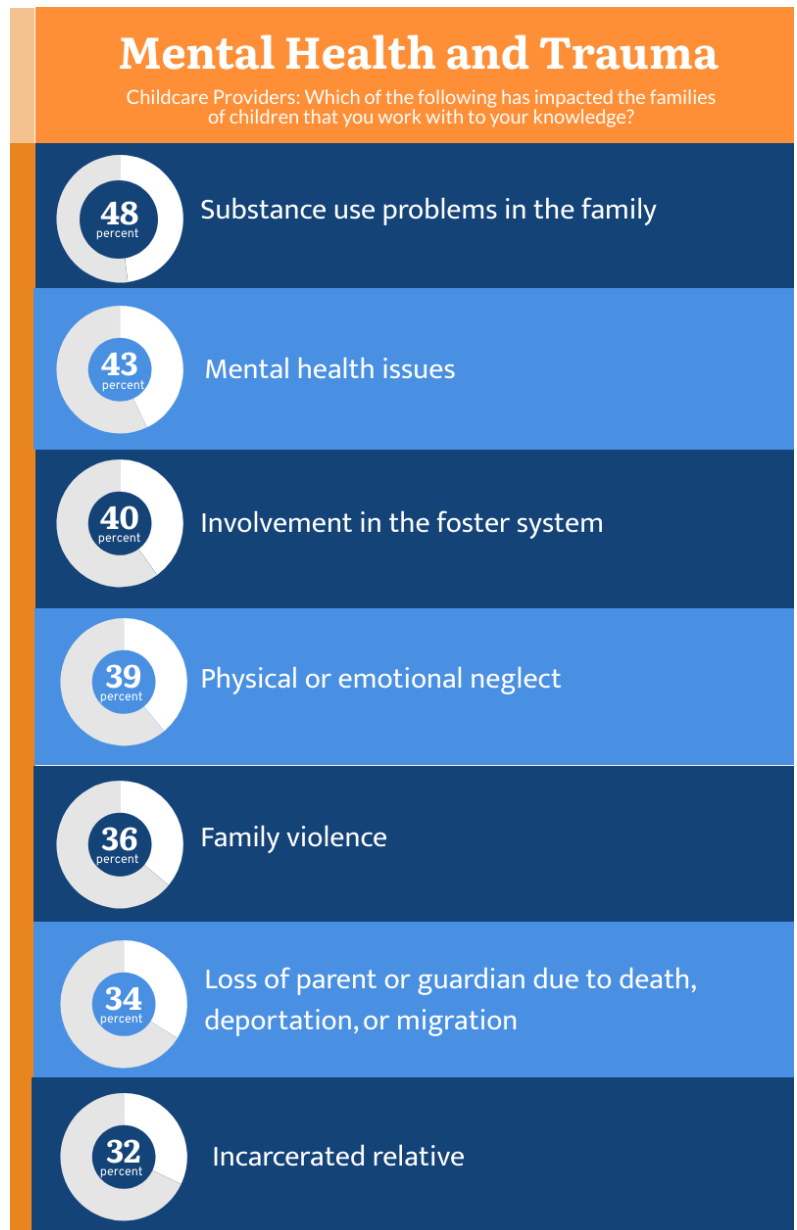 Mental Health and Trauma
Childcare Providers: Which of the following has impacted the families
of children that you work with to your knowledge?
48
percent
Substance use problems in the family
43
percent
Mental health issues
40
percent
Involvement in the foster system
39
percent
Physical or emotional neglect
36
percent
Family violence
34
percent
Loss of parent or guardian due to death,
deportation, or migration
32
percent
Incarcerated relative